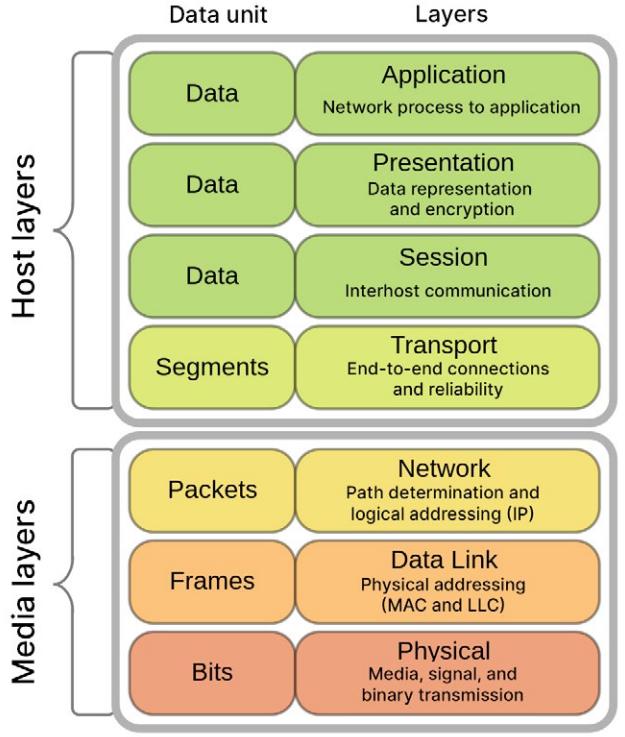 Data unit
Layers
Host layers
Data
Application
Network process to application
Data
Presentation
Data representation
and encryption
Data
Session
Interhost communication
Segments
Transport
End-to-end connections
and reliability
Media layers
Packets
Network
Path determination and
logical addressing (IP)
Frames
Data Link
Physical addressing
(MAC and LLC)
Bits
Physical
Media, signal, and
binary transmission